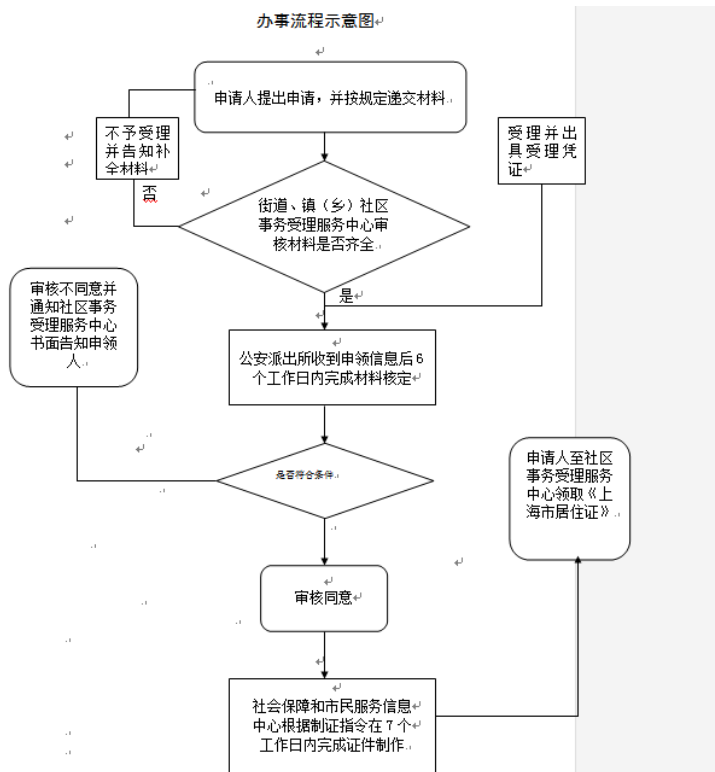 办事流程示意图
申请人提出申请，并按规定递交材料
不予受理
并告知补
全材料
否
受理并出
具受理凭
证
街道、镇（乡）社区
事务受理服务中心审
核材料是否齐全
是
审核不同意并
通知社区事务
受理服务中心
书面告知申领
人
公安派出所收到申领信息后6
个工作日内完成材料核定
是否符合条件
申请人至社区
事务受理服务
中心领取《上
海市居住证》
审核同意
社会保障和市民服务信息
中心根据制证指令在7个
工作日内完成证件制作